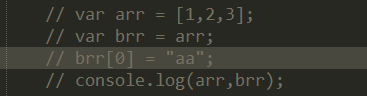 // var arr = [1,2,3];
// var brr = arr;
// brr[0] = "aa";
// console.log(arr,brr);